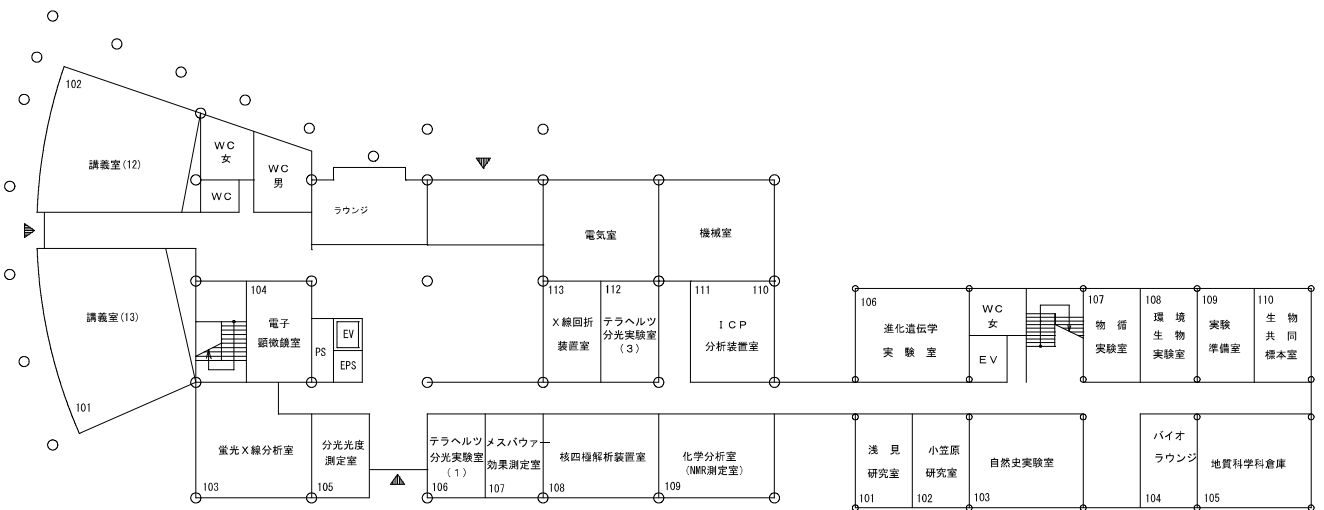 102
講義室(12)
WC
女
WC
WC
男
ラウンジ
電気室
機械室
講義室(13)
101
104
電子
顕微鏡室
PS
EV
EPS
113
X線回折
装置室
112
テラヘルツ
分光実験室
(3)
111
110
ICP
分析装置室
蛍光X線分析室
103
分光光度
測定室
105
テラヘルツ
分光実験室
(1)
106
メスバウァー
効果測定室
107
核四極解析装置室
108
化学分析室
(NMR測定室)
109
106
進化遺伝学
実験室
WC
女
EV
107
物循
実験室
108
環境
生物
実験室
109
実験
準備室
110
生物
共同
標本室
浅見
研究室
101
小笠原
研究室
102
自然史実験室
103
バイオ
ラウンジ
104
地質科学科倉庫
105